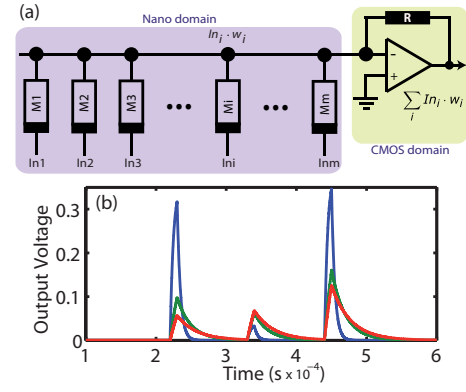 (a)
Nano domain
In_i · w_i
R
M1 M2 M3 ••• Mi ••• Mm
-
+
∑_i In_i · w_i
In1 In2 In3 Ini Inm
CMOS domain
(b)
Output Voltage
0.3
0.2
0.1
0
1 2 3 4 5 6
Time (s x 10⁻⁴)